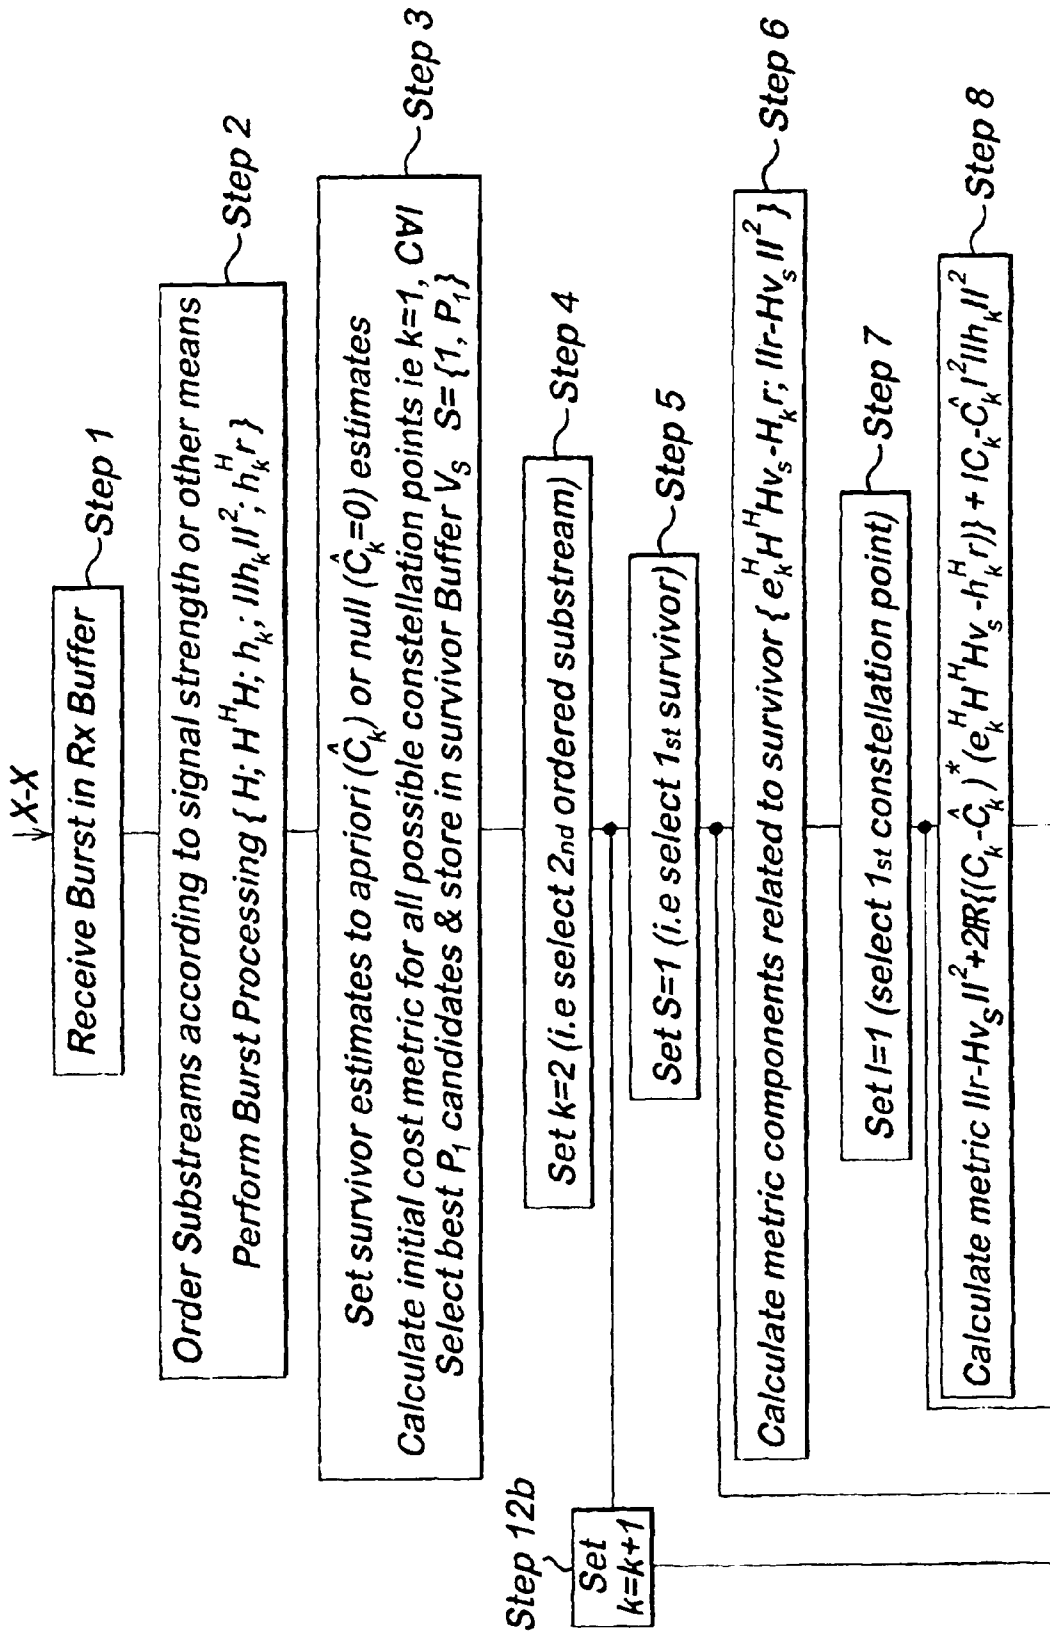 X-X
Receive Burst in Rx Buffer
Step 1
Order Substreams according to signal strength or other means
Perform Burst Processing { H; H^H H; h_k; ||h_k||^2; h_k^H r }
Step 2
Set survivor estimates to apriori (Ĉ_k) or null (Ĉ_k=0) estimates
Calculate initial cost metric for all possible constellation points ie k=1, C∀l
Select best P_1 candidates & store in survivor Buffer V_S S={1, P_1}
Step 3
Set k=2 (i.e select 2nd ordered substream)
Step 4
Set S=1 (i.e select 1st survivor)
Step 5
Calculate metric components related to survivor { e_k^H H^H Hv_s-H_k r; ||r-Hv_s||^2 }
Step 6
Set l=1 (select 1st constellation point)
Step 7
Calculate metric ||r-Hv_S||^2+2ℝ{(C_k-Ĉ_k)^* (e_k^H H^H Hv_s-h_k^H r)} + |C_k-Ĉ_k|^2||h_k||^2
Step 8
Step 12b
Set
k=k+1